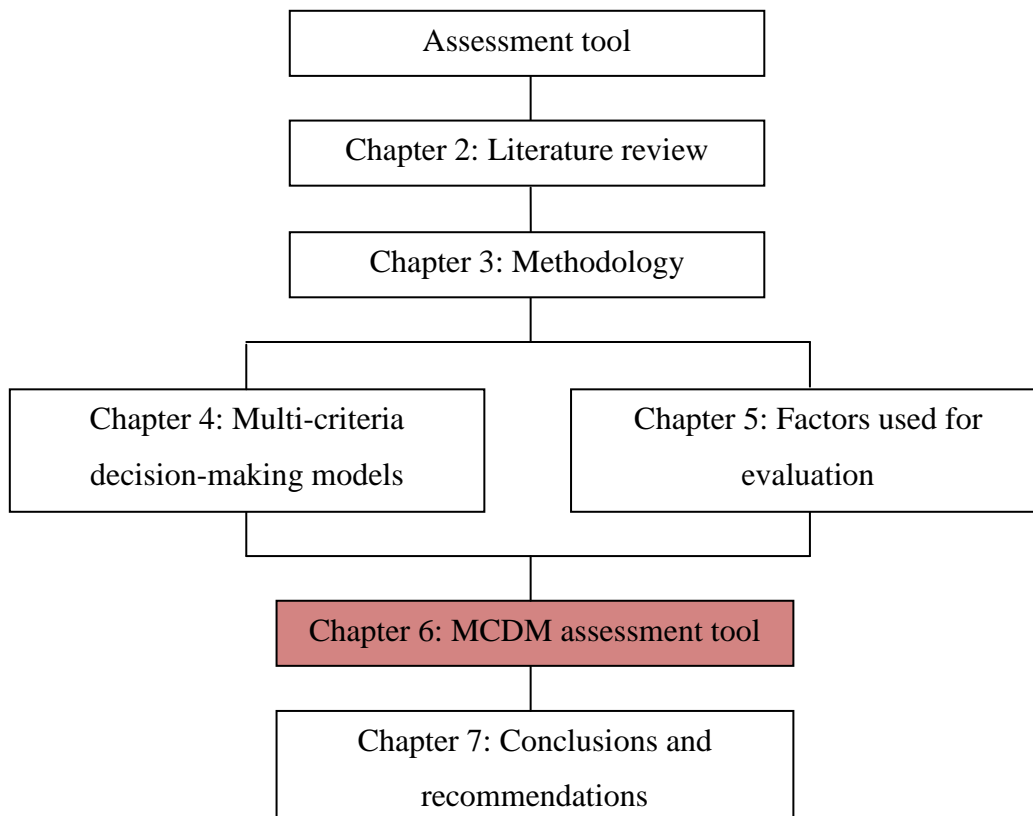 Assessment tool
Chapter 2: Literature review
Chapter 3: Methodology
Chapter 4: Multi-criteria
decision-making models
Chapter 5: Factors used for
evaluation
Chapter 6: MCDM assessment tool
Chapter 7: Conclusions and
recommendations